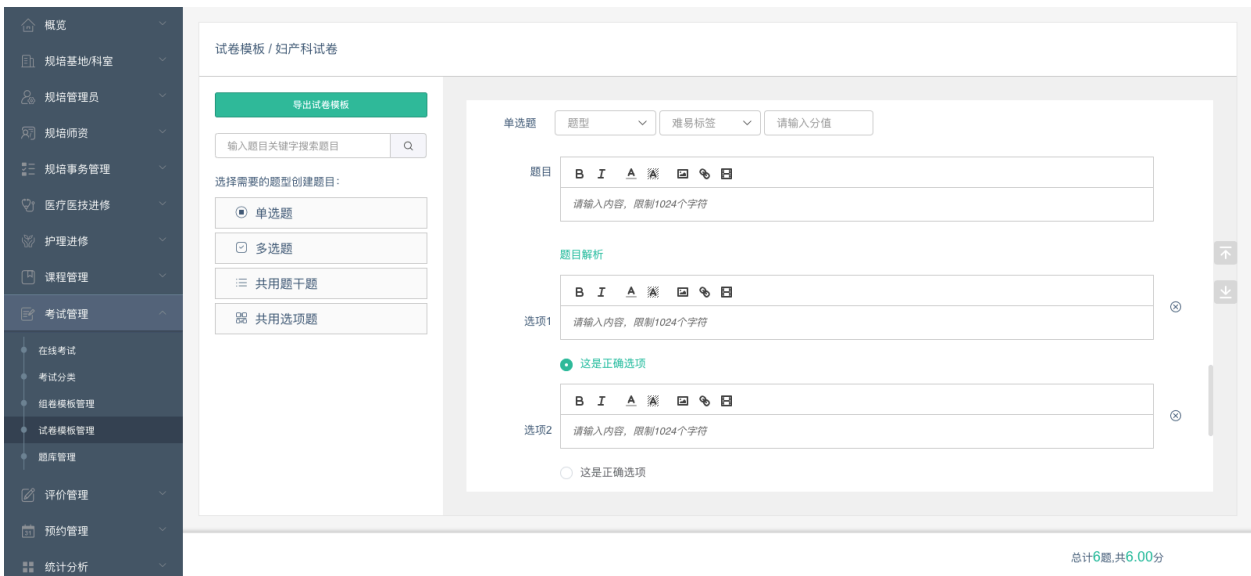 概览
规培基地/科室
规培管理员
规培师资
规培事务管理
医疗医技进修
护理进修
课程管理
考试管理
在线考试
考试分类
组卷模板管理
试卷模板管理
题库管理
评价管理
预约管理
统计分析
试卷模板 / 妇产科试卷
导出试卷模板
输入题目关键字搜索题目
选择需要的题型创建题目：
单选题
多选题
共用题干题
共用选项题
单选题 题型 难易标签 请输入分值
题目
B I A A
请输入内容，限制1024个字符
题目解析
B I A A
选项1 请输入内容，限制1024个字符
这是正确选项
B I A A
选项2 请输入内容，限制1024个字符
这是正确选项
总计6题,共6.00分